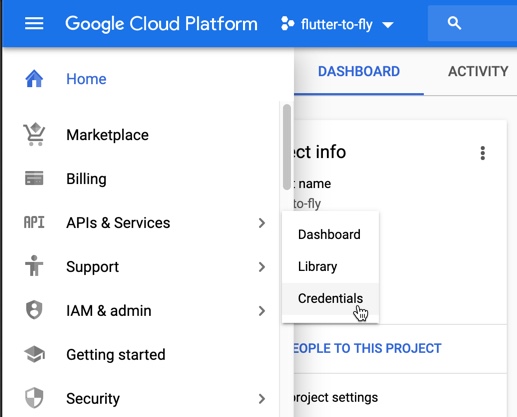 Google Cloud Platform
flutter-to-fly
Home
Marketplace
Billing
API
APIs & Services
Support
IAM & admin
Getting started
Security
DASHBOARD
ACTIVITY
ect info
t name
to-fly
Dashboard
Library
Credentials
EOPLE TO THIS PROJECT
project settings